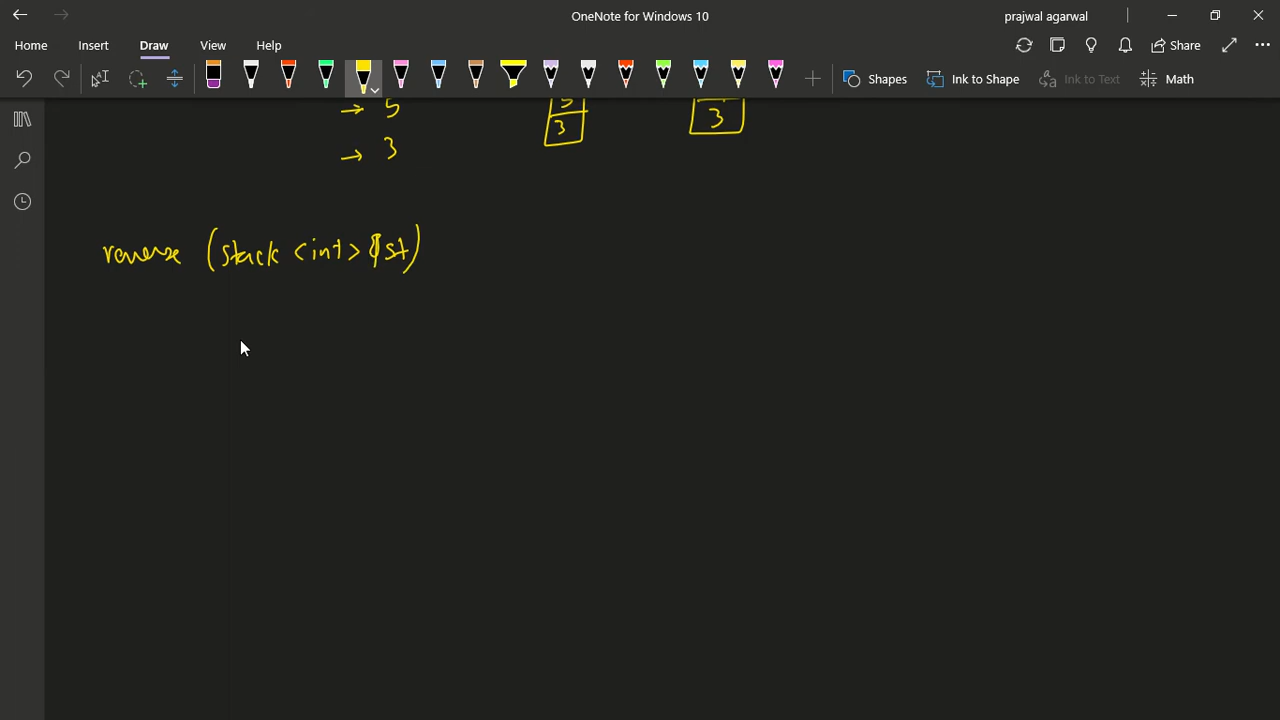 OneNote for Windows 10
prajwal agarwal
Home Insert Draw View Help
Share
Shapes
Ink to Shape
Ink to Text
Math
→ 5
5
3
3
→ 3
reverse (stack <int> &st)